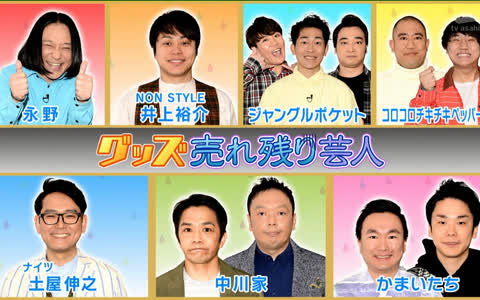 tv asahi
永野
NON STYLE
井上裕介
ジャングルポケット
コロコロチキチキペッパーズ
グッズ売れ残り芸人
ナイツ
土屋伸之
中川家
かまいたち